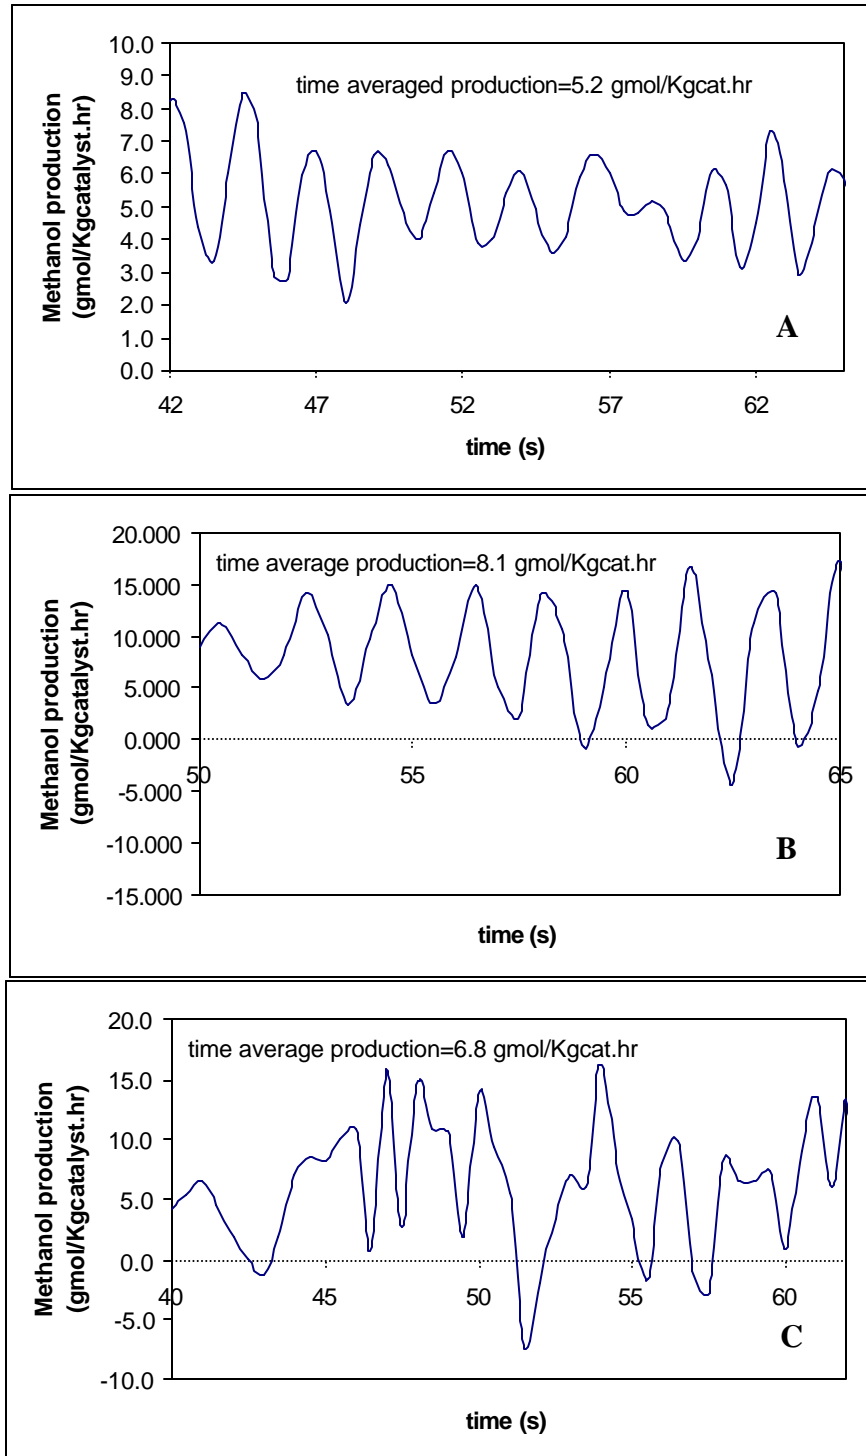 10.0
9.0
8.0
7.0
6.0
5.0
4.0
3.0
2.0
1.0
0.0
Methanol production
(gmol/Kgcatalyst.hr)
time averaged production=5.2 gmol/Kgcat.hr
A
42 47 52 57 62
time (s)
20.000
15.000
10.000
5.000
0.000
-5.000
-10.000
-15.000
Methanol production
(gmol/Kgcatalyst.hr)
time average production=8.1 gmol/Kgcat.hr
50 55 60 65
B
time (s)
20.0
15.0
10.0
5.0
0.0
-5.0
-10.0
Methanol production
(gmol/Kgcatalyst.hr)
time average production=6.8 gmol/Kgcat.hr
40 45 50 55 60
C
time (s)